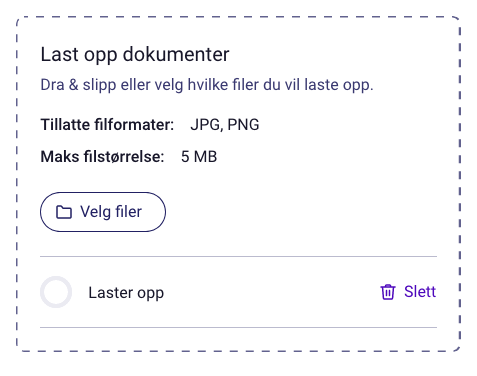 Last opp dokumenter
Dra & slipp eller velg hvilke filer du vil laste opp.
Tillatte filformater: JPG, PNG
Maks filstørrelse: 5 MB
Velg filer
Laster opp Slett